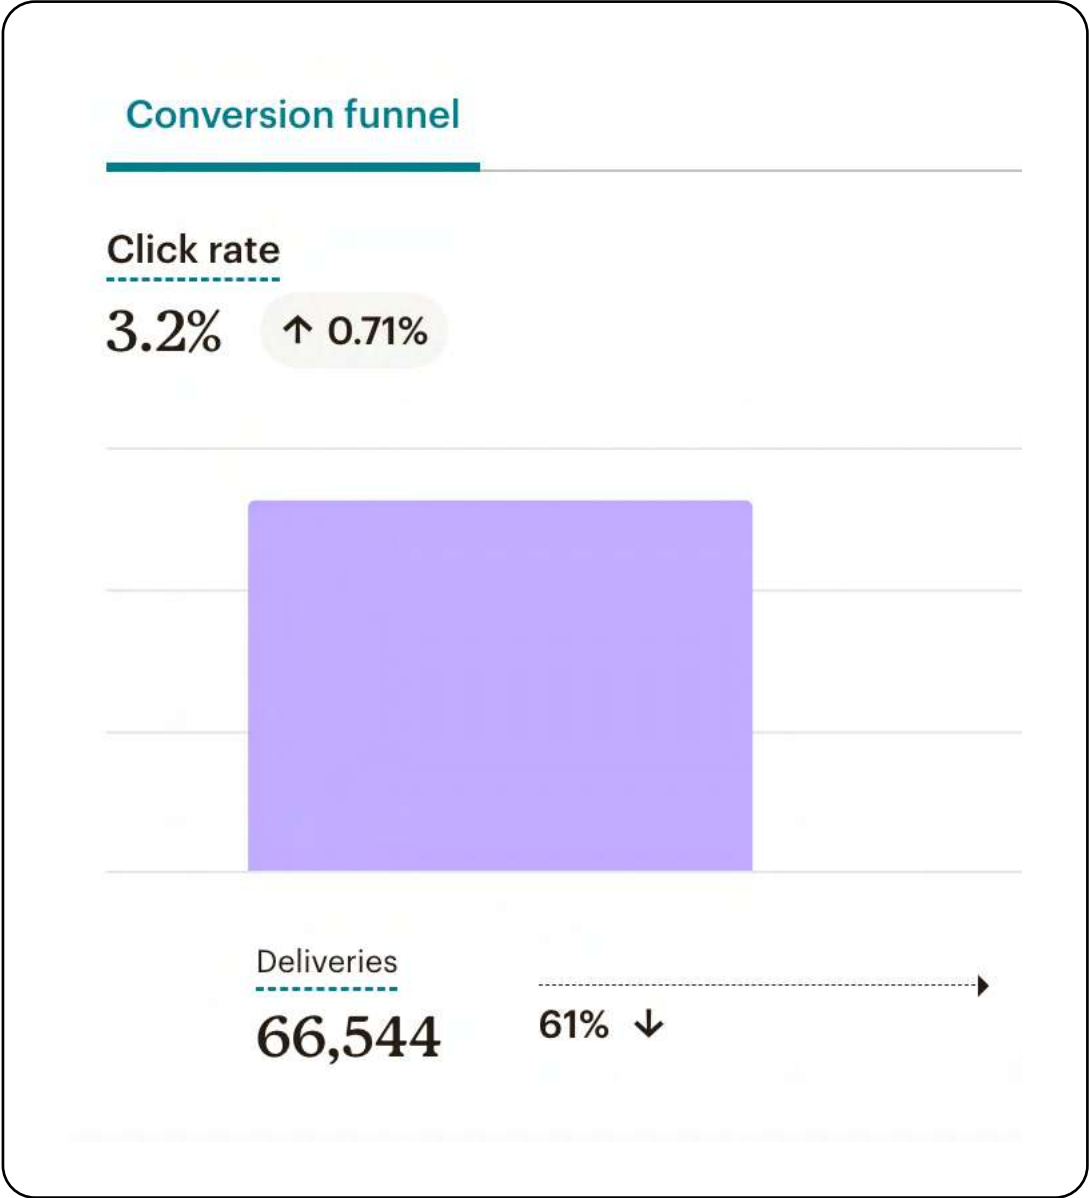 Conversion funnel
Click rate
3.2% ↑ 0.71%
Deliveries
66,544
61% ↓